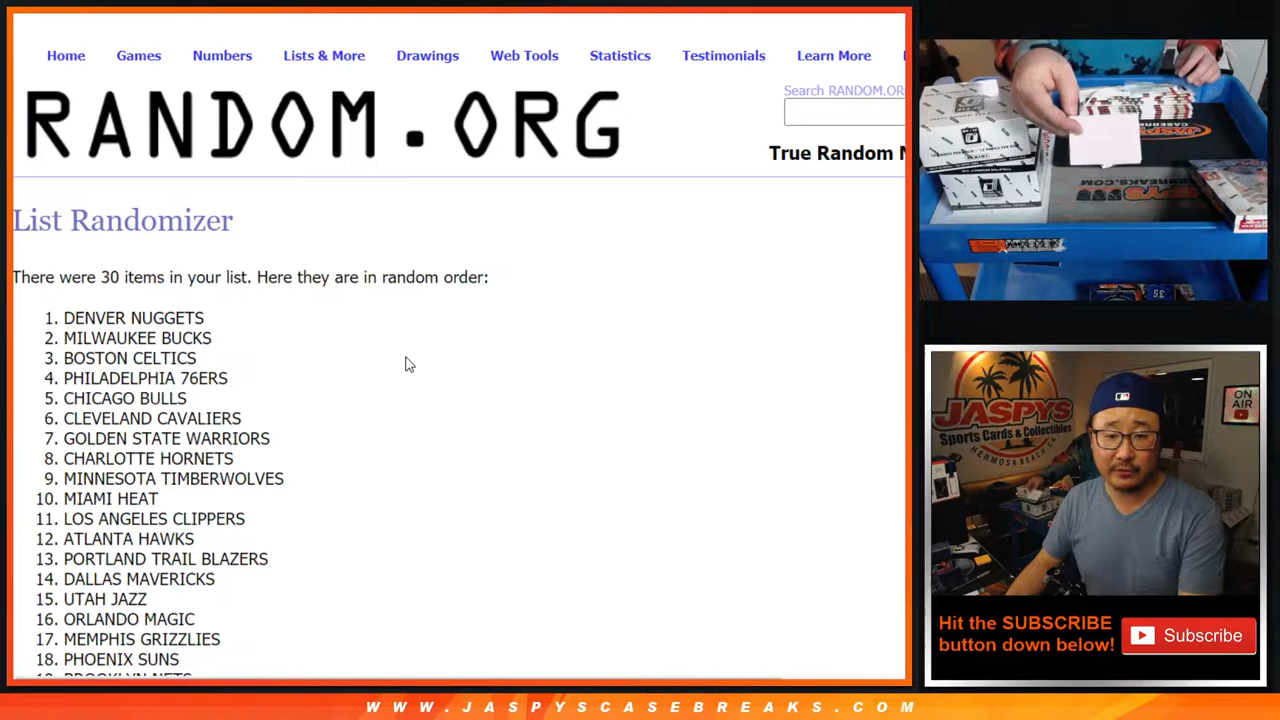 Home Games Numbers Lists & More Drawings Web Tools Statistics Testimonials Learn More
RANDOM.ORG
Search RANDOM.OR
True Random
List Randomizer
There were 30 items in your list. Here they are in random order:
1. DENVER NUGGETS
2. MILWAUKEE BUCKS
3. BOSTON CELTICS
4. PHILADELPHIA 76ERS
5. CHICAGO BULLS
6. CLEVELAND CAVALIERS
7. GOLDEN STATE WARRIORS
8. CHARLOTTE HORNETS
9. MINNESOTA TIMBERWOLVES
10. MIAMI HEAT
11. LOS ANGELES CLIPPERS
12. ATLANTA HAWKS
13. PORTLAND TRAIL BLAZERS
14. DALLAS MAVERICKS
15. UTAH JAZZ
16. ORLANDO MAGIC
17. MEMPHIS GRIZZLIES
18. PHOENIX SUNS
JASPYS
JASPYS
Sports Cards & Collectibles
HERMOSA BEACH, CA
ON
AIR
Hit the SUBSCRIBE
button down below!
Subscribe
WWW.JASPYSCASEBREAKS.COM